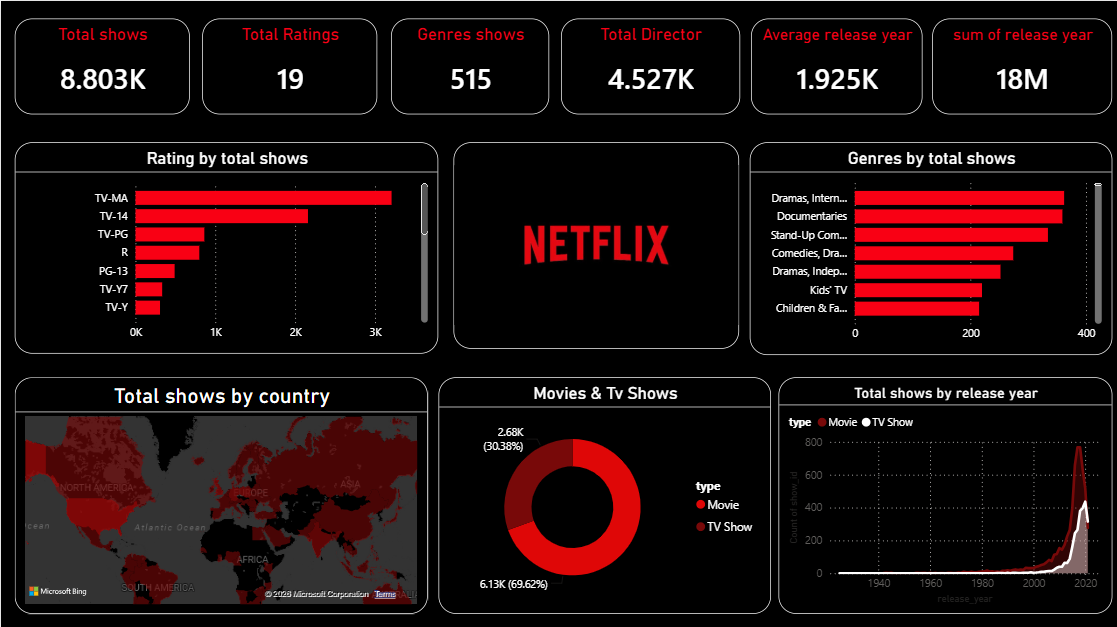 Total shows
8.803K
Total Ratings
19
Genres shows
515
Total Director
4.527K
Average release year
1.925K
sum of release year
18M
Rating by total shows
TV-MA
TV-14
TV-PG
R
PG-13
TV-Y7
TV-Y
0K 1K 2K 3K
NETFLIX
Genres by total shows
Dramas, Intern...
Documentaries
Stand-Up Com...
Comedies, Dra...
Dramas, Indep...
Kids' TV
Children & Fa...
0 200 400
Total shows by country
NORTH AMERICA
EUROPE
ASIA
Atlantic Ocean
AFRICA
SOUTH AMERICA
Microsoft Bing
© 2026 Microsoft Corporation Terms
Movies & Tv Shows
2.68K
(30.38%)
6.13K (69.62%)
type
Movie
TV Show
Total shows by release year
type Movie TV Show
800
600
400
200
0
Count of show_id
1940 1960 1980 2000 2020
release_year